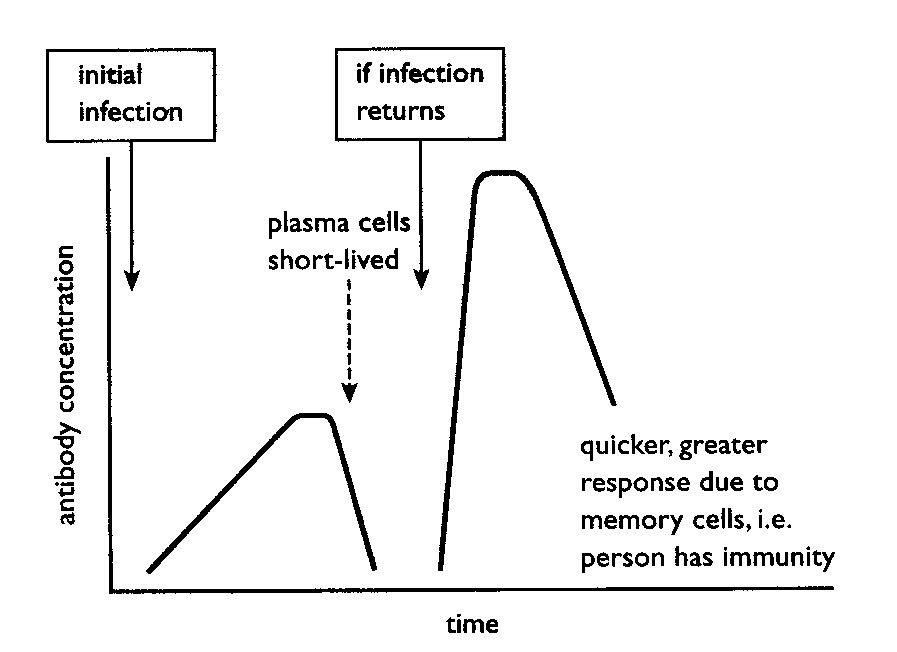 initial
infection
if infection
returns
plasma cells
short-lived
antibody concentration
quicker, greater
response due to
memory cells, i.e.
person has immunity
time